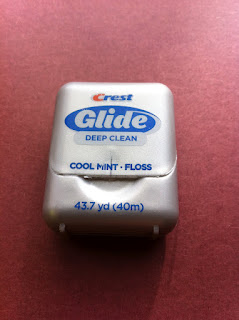 Crest
Glide
DEEP CLEAN
COOL MINT · FLOSS
43.7 yd (40m)